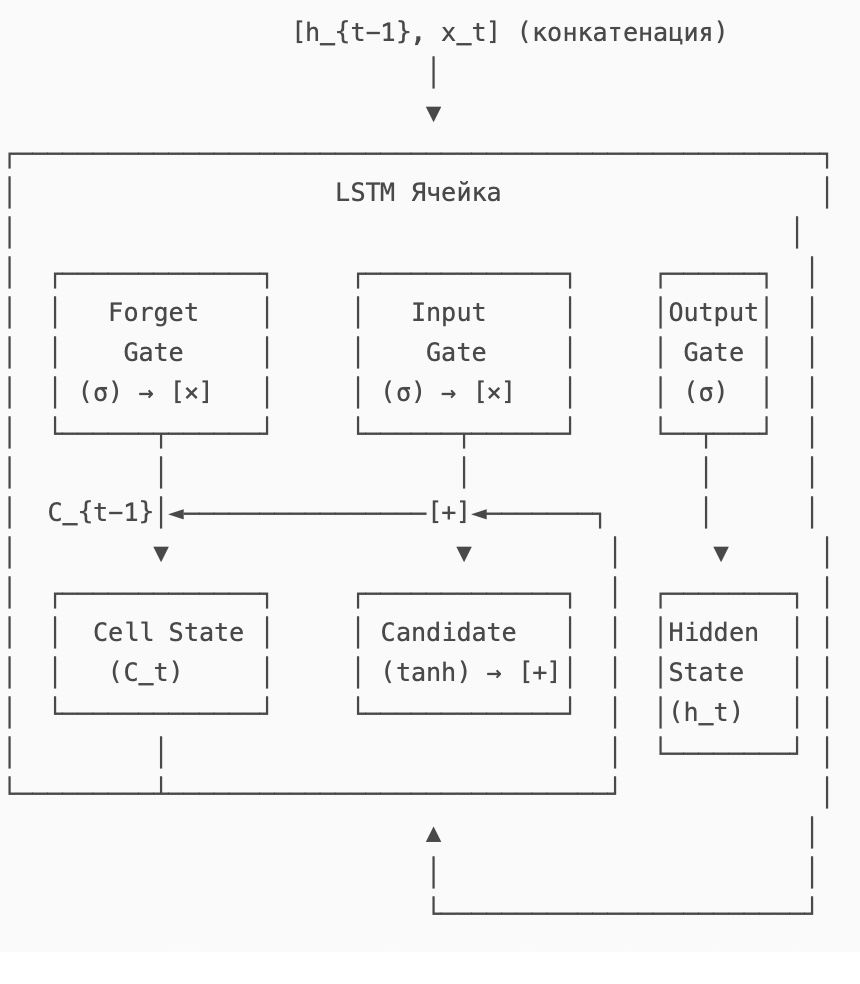 [h_{t-1}, x_t] (конкатенация)
LSTM Ячейка
Forget Input Output
Gate Gate Gate
(σ) → [×] (σ) → [×] (σ)
C_{t-1} [+]
Cell State Candidate Hidden
(C_t) (tanh) → [+] State
(h_t)